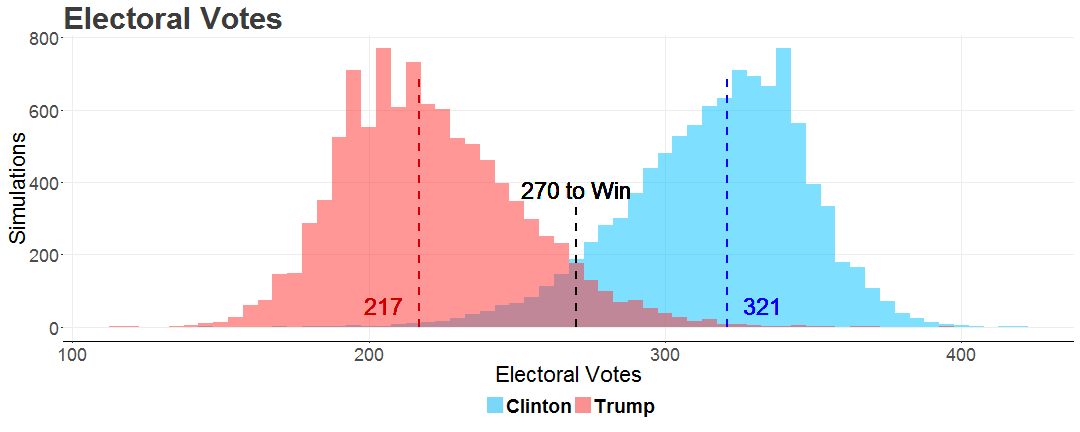 Electoral Votes
800
600
400
200
0
Simulations
270 to Win
217
321
100
200
300
400
Electoral Votes
Clinton Trump